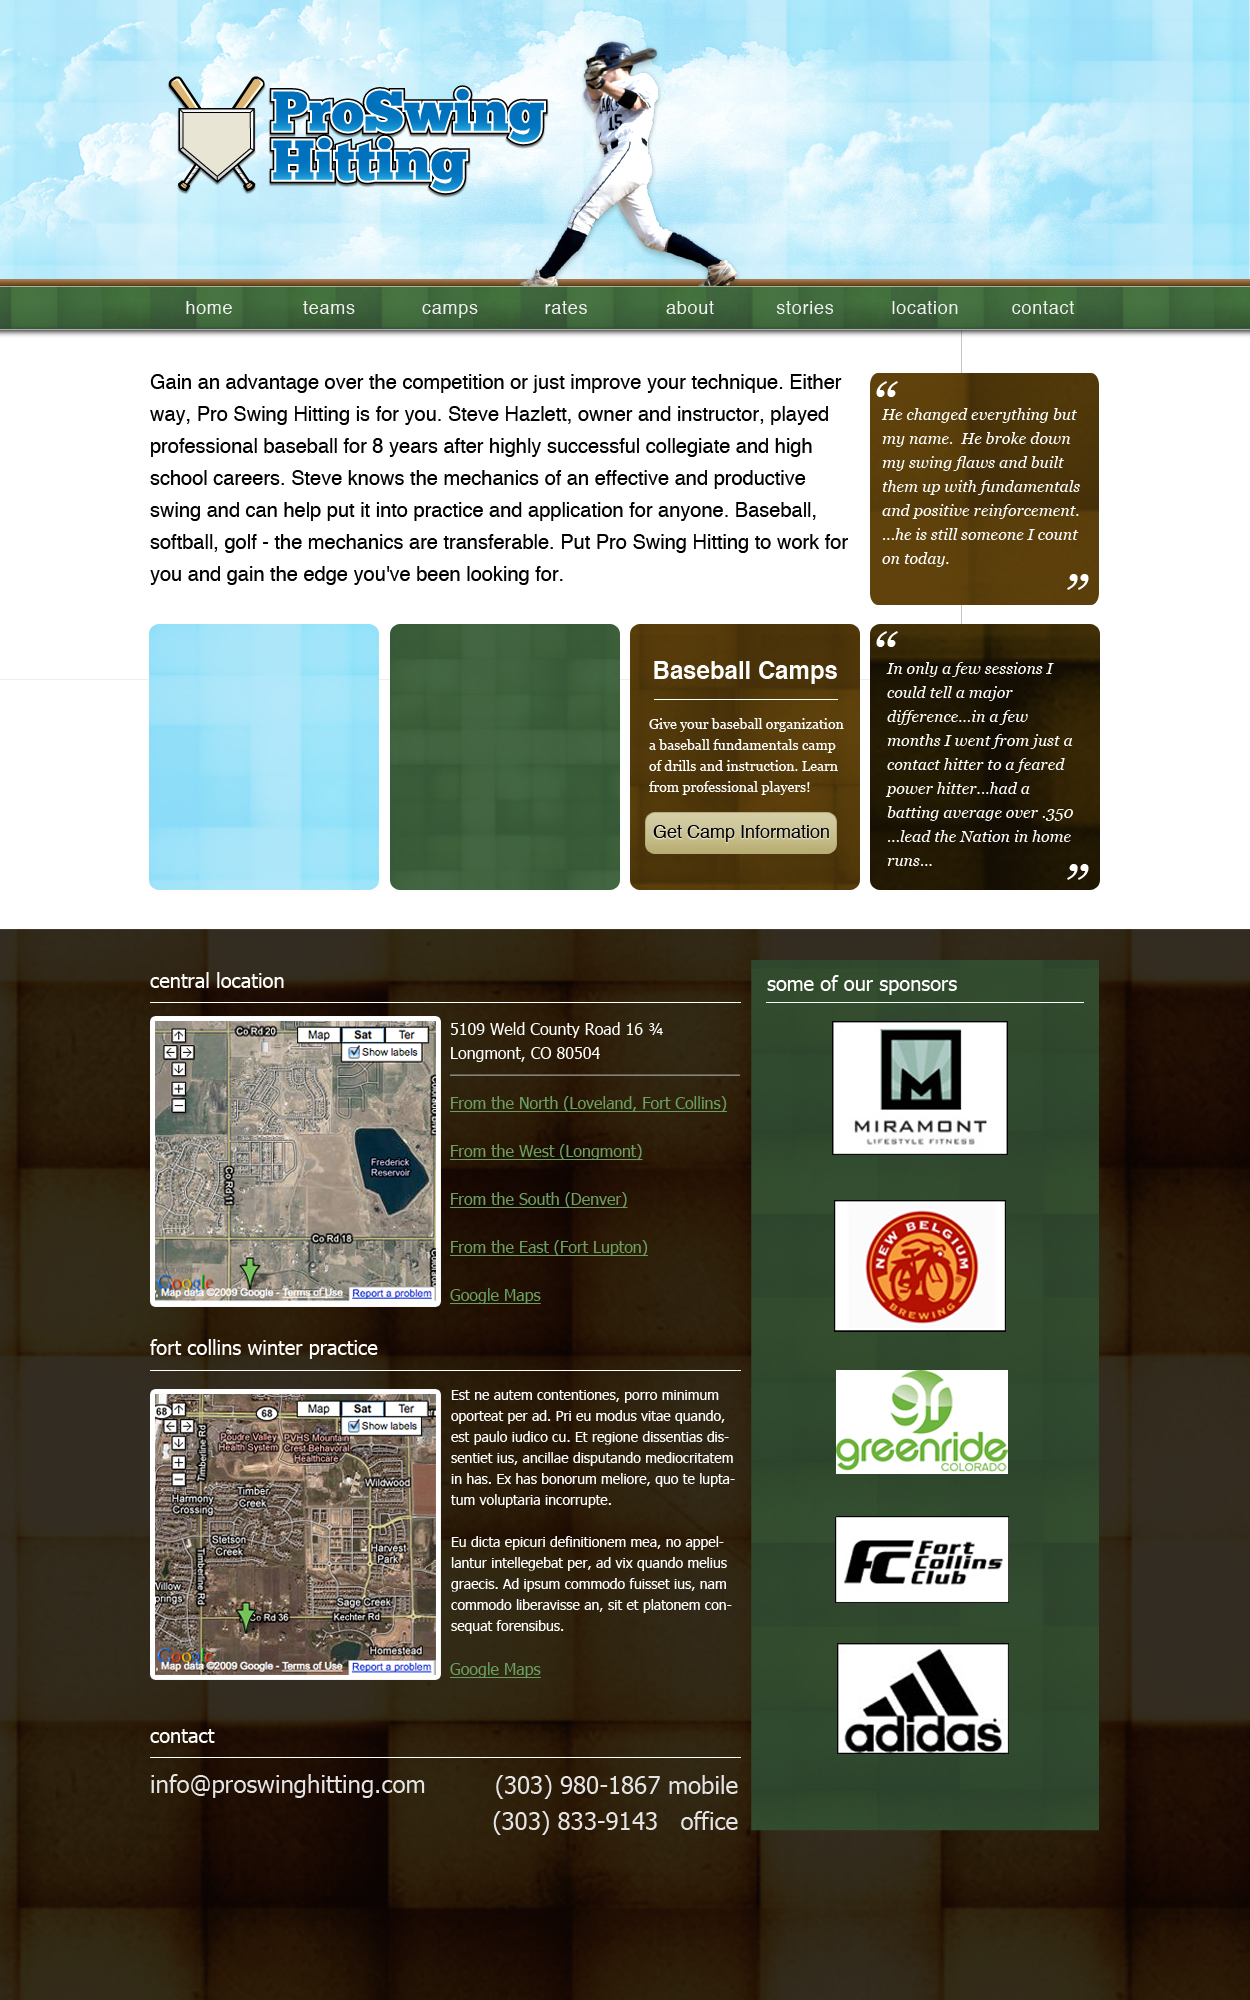 ProSwing
Hitting
15
home teams camps rates about stories location contact
Gain an advantage over the competition or just improve your technique. Either
way, Pro Swing Hitting is for you. Steve Hazlett, owner and instructor, played
professional baseball for 8 years after highly successful collegiate and high
school careers. Steve knows the mechanics of an effective and productive
swing and can help put it into practice and application for anyone. Baseball,
softball, golf - the mechanics are transferable. Put Pro Swing Hitting to work for
you and gain the edge you've been looking for.
“
He changed everything but
my name.  He broke down
my swing flaws and built
them up with fundamentals
and positive reinforcement.
...he is still someone I count
on today.
”
Baseball Camps
Give your baseball organization
a baseball fundamentals camp
of drills and instruction. Learn
from professional players!
Get Camp Information
“
In only a few sessions I
could tell a major
difference...in a few
months I went from just a
contact hitter to a feared
power hitter...had a
batting average over .350
...lead the Nation in home
runs...
”
central location
Co Rd 20
Map Sat Ter
Show labels
Frederick
Reservoir
Co Rd 11
Co Rd 18
Google
, Map data ©2009 Google - Terms of Use Report a problem
5109 Weld County Road 16 ¾
Longmont, CO 80504
From the North (Loveland, Fort Collins)
From the West (Longmont)
From the South (Denver)
From the East (Fort Lupton)
Google Maps
fort collins winter practice
68 68
Map Sat Ter
Show labels
Timberline Rd
Poudre Valley
Health System
PVHS Mountain
Crest Behavoral
Healthcare
Wildwood
Harmony
Crossing
Timber
Creek
Stetson
Creek
Harvest
Park
Timberline Rd
Willow
prings
Sage Creek
Co Rd 36
Kechter Rd
Homestead
Google
, Map data ©2009 Google - Terms of Use Report a problem
Est ne autem contentiones, porro minimum
oporteat per ad. Pri eu modus vitae quando,
est paulo iudico cu. Et regione dissentias dis-
sentiet ius, ancillae disputando mediocritatem
in has. Ex has bonorum meliore, quo te lupta-
tum voluptaria incorrupte.
Eu dicta epicuri definitionem mea, no appel-
lantur intellegebat per, ad vix quando melius
graecis. Ad ipsum commodo fuisset ius, nam
commodo liberavisse an, sit et platonem con-
sequat forensibus.
Google Maps
contact
info@proswinghitting.com
(303) 980-1867 mobile
(303) 833-9143 office
some of our sponsors
M
MIRAMONT
LIFESTYLE FITNESS
NEW BELGIUM
BREWING
gr
greenride
COLORADO
FC Fort
Collins
Club
adidas